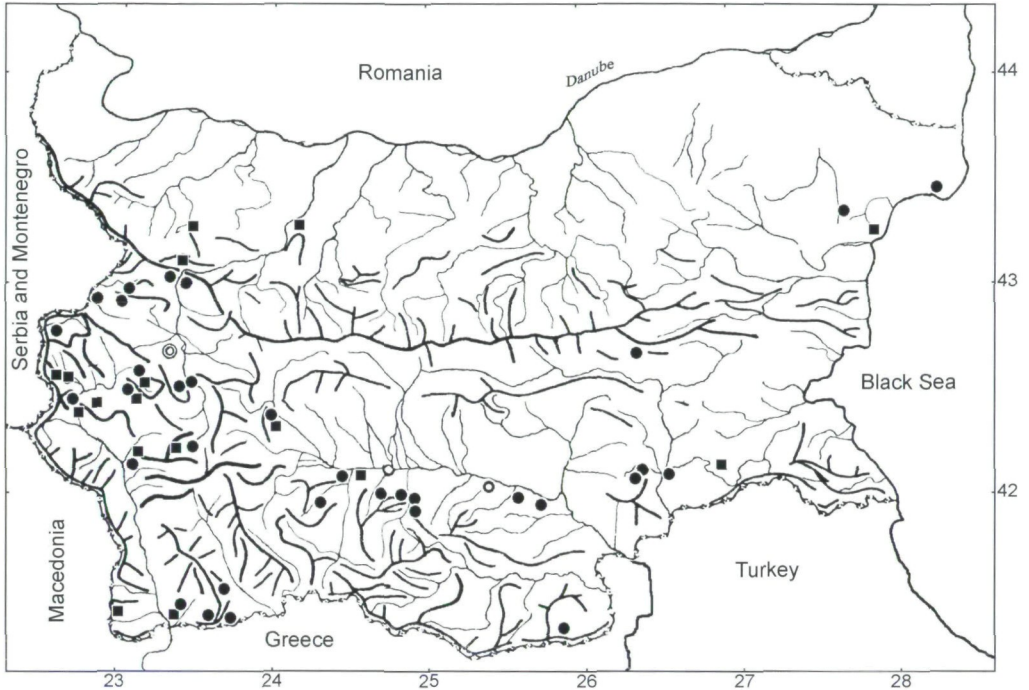 Romania
Danube
44
Serbia and Montenegro
43
Black Sea
42
Macedonia
Turkey
Greece
23
24
25
26
27
28